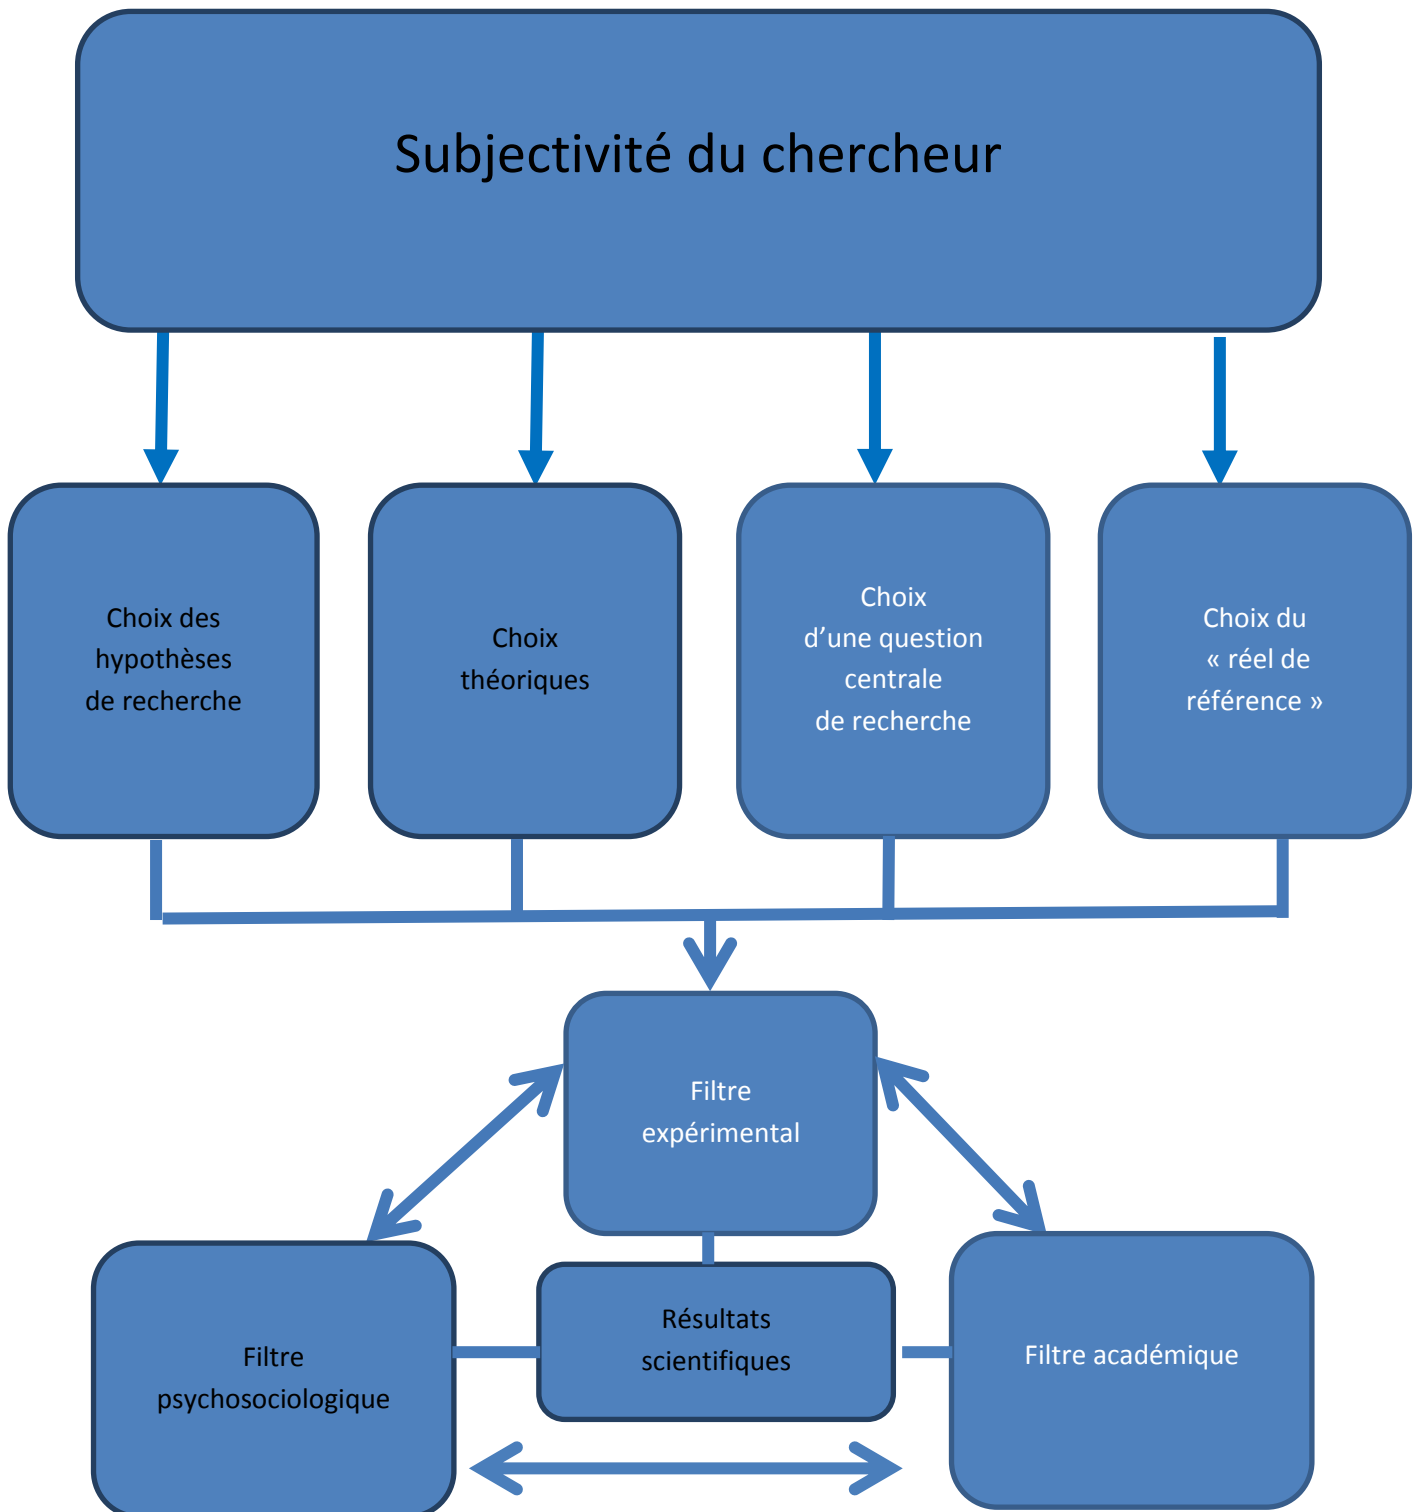 Subjectivité du chercheur
Choix des
hypothèses
de recherche
Choix
théoriques
Choix
d’une question
centrale
de recherche
Choix du
« réel de
référence »
Filtre
expérimental
Filtre
psychosociologique
Résultats
scientifiques
Filtre académique